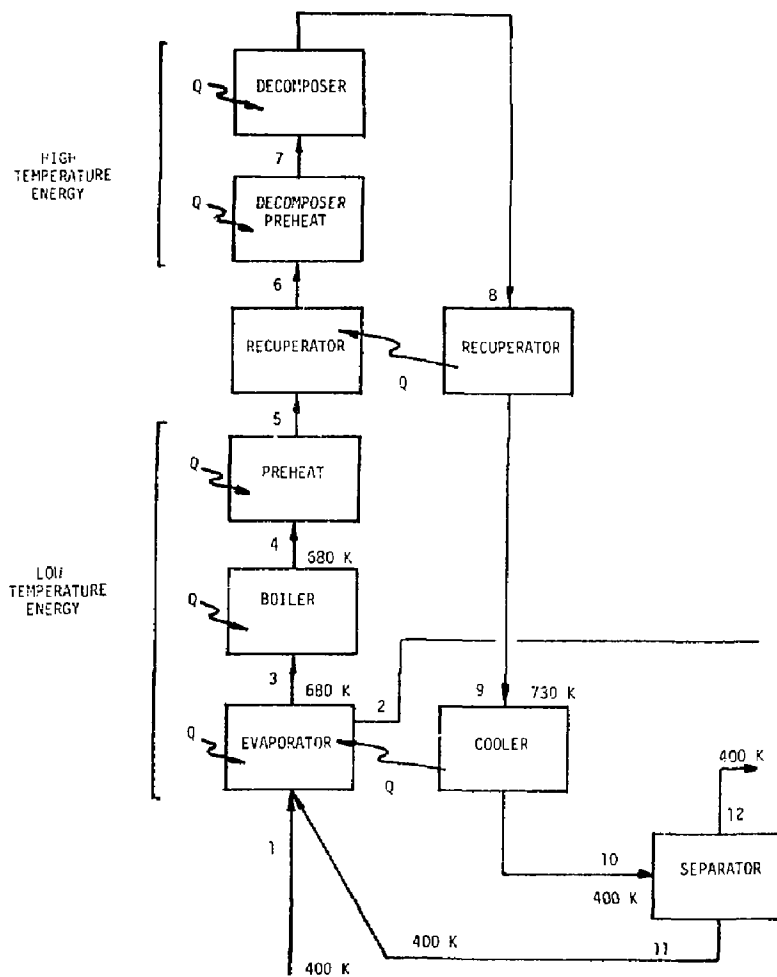 Q
DECOMPOSER
7
HIGH
TEMPERATURE
ENERGY
Q
DECOMPOSER
PREHEAT
6
8
RECUPERATOR
Q
RECUPERATOR
5
Q
PREHEAT
4
680 K
LOW
TEMPERATURE
ENERGY
Q
BOILER
3
680 K
2
9
730 K
Q
EVAPORATOR
Q
COOLER
400 K
12
1
10
400 K
SEPARATOR
400 K
11
400 K